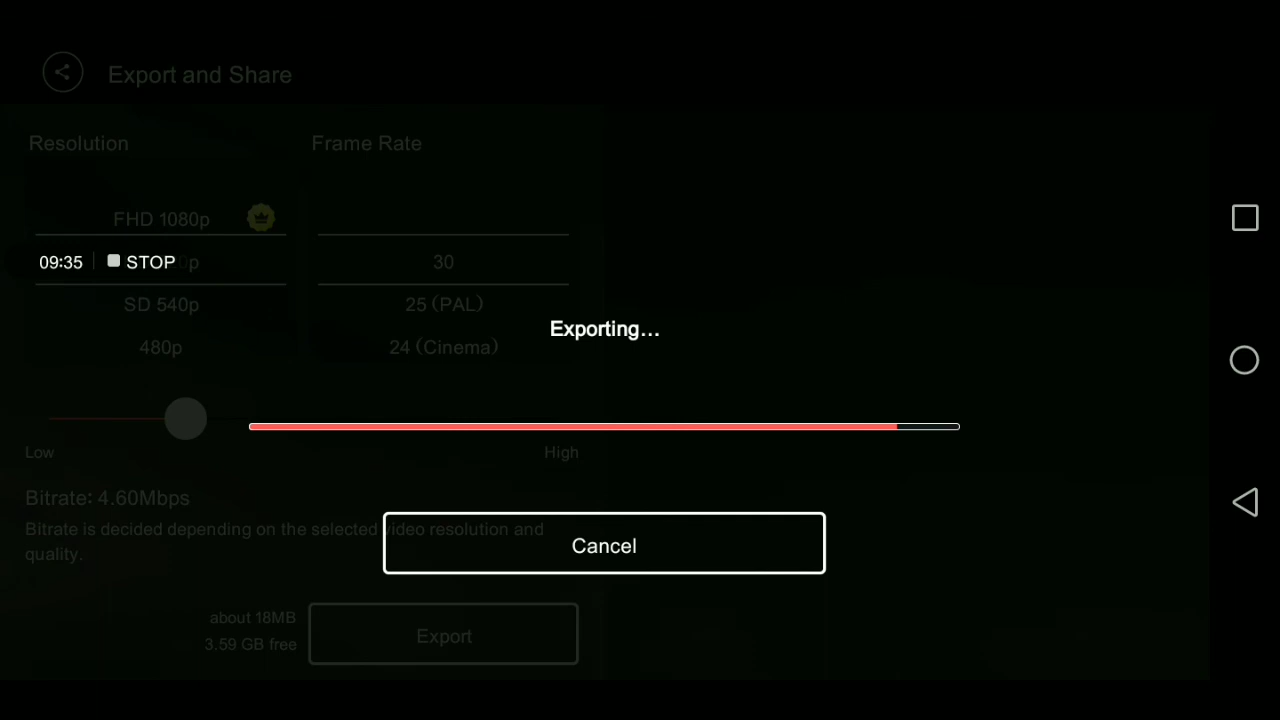 Export and Share
Resolution
Frame Rate
FHD 1080p
09:35 STOP
30
SD 540p
25 (PAL)
480p
24 (Cinema)
Exporting...
Low
High
Bitrate: 4.60Mbps
Bitrate is decided depending on the selected video resolution and
quality.
Cancel
about 18MB
3.59 GB free
Export